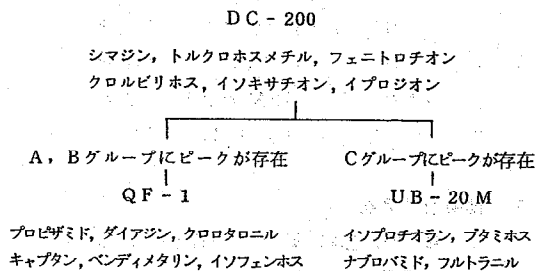 DC-200
シマジン，トルクロホスメチル，フェニトロチオン
クロルピリホス，イソキサチオン，イプロジオン
A，Bグループにピークが存在
Cグループにピークが存在
QF-1
UB-20M
プロピザミド，ダイアジン，クロロタロニル
キャプタン，ペンディメタリン，イソフェンホス
イソプロチオラン，ブタミホス
ナプロパミド，フルトラニル